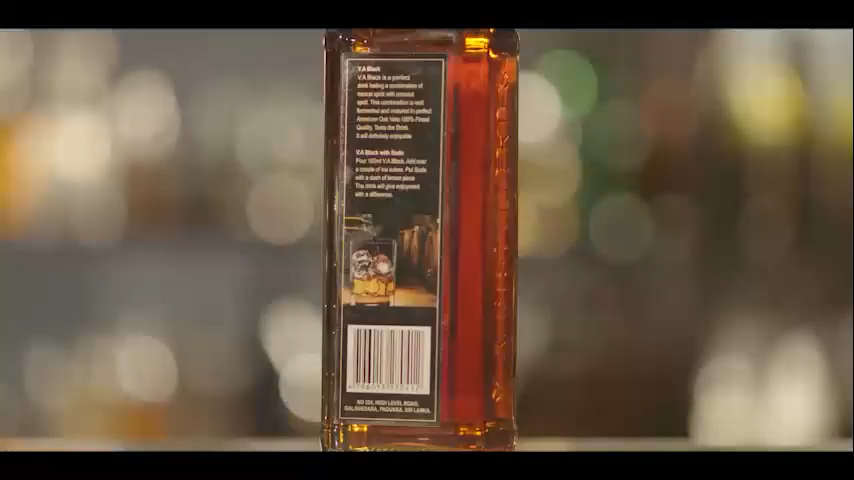 V.A Black
V.A Black is a perfect
drink having a combination of
neutral spirit with coconut
spirit. This combination is well
fermented and matured in perfect
American Oak Vats 100% Finest
Quality. Taste the Drink.
It will definitely enjoyable
V.A Black with Soda
Pour 100ml V.A Black. Add over
a couple of ice cubes. Put Soda
with a dash of lemon piece
The drink will give enjoyment
with a difference.
NO 334, HIGH LEVEL ROAD,
GALAGEDARA, PADUKKA, SRI LANKA.